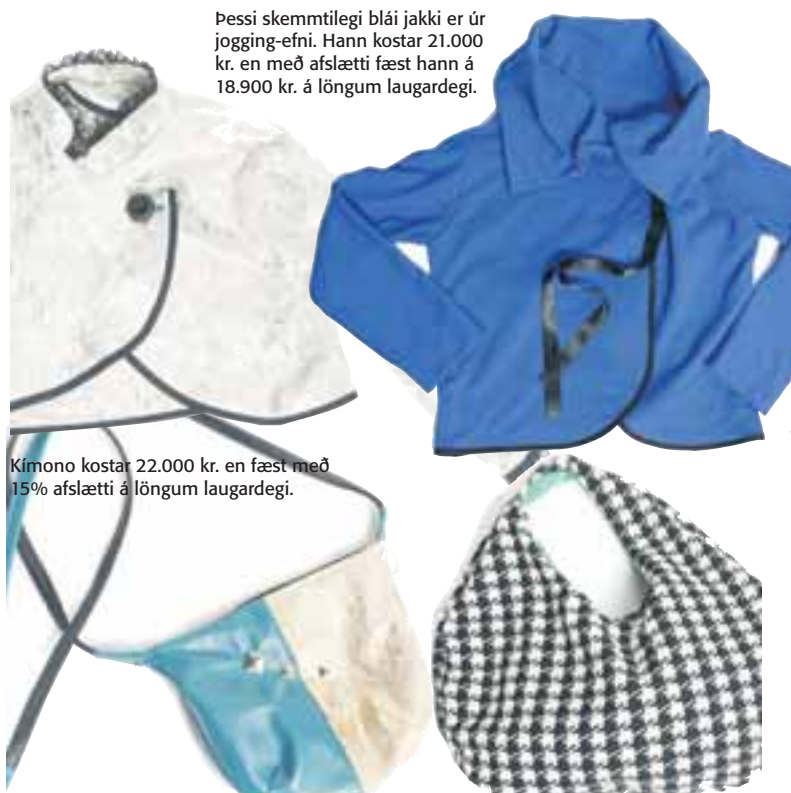 Þessi skemmtilegi blái jakki er úr
jogging-efni. Hann kostar 21.000
kr. en með afslætti fæst hann á
18.900 kr. á löngum laugardegi.
Kímono kostar 22.000 kr. en fæst með
15% afslætti á löngum laugardegi.